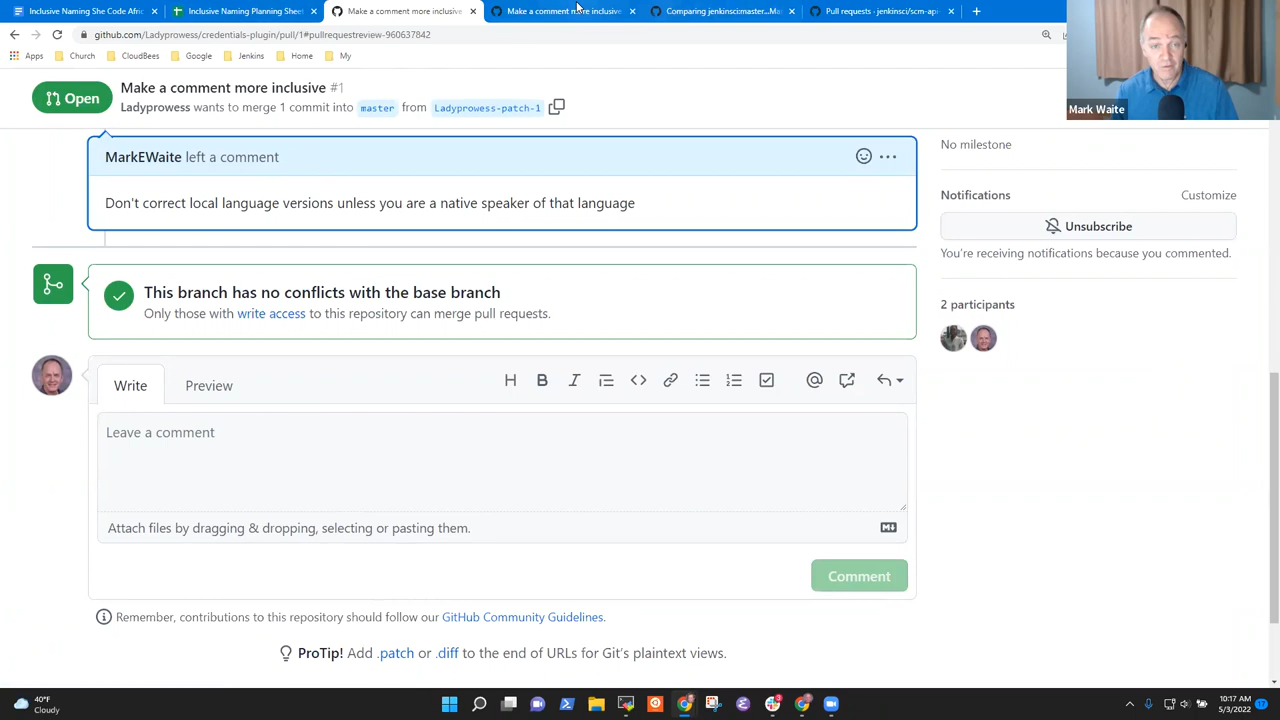 Inclusive Naming She Code Afric
Inclusive Naming Planning Sheet
Make a comment more inclusive
Make a comment more inclusive
Comparing jenkinsci:master...Ma
Pull requests · jenkinsci/scm-api
github.com/Ladyprowess/credentials-plugin/pull/1#pullrequestreview-960637842
Apps
Church
CloudBees
Google
Jenkins
Home
My
Mark Waite
Open
Make a comment more inclusive #1
Ladyprowess wants to merge 1 commit into master from Ladyprowess-patch-1
MarkEWaite left a comment
Don't correct local language versions unless you are a native speaker of that language
No milestone
Notifications
Customize
Unsubscribe
You're receiving notifications because you commented.
2 participants
This branch has no conflicts with the base branch
Only those with write access to this repository can merge pull requests.
Write
Preview
Leave a comment
Attach files by dragging & dropping, selecting or pasting them.
Comment
Remember, contributions to this repository should follow our GitHub Community Guidelines.
ProTip! Add .patch or .diff to the end of URLs for Git's plaintext views.
40°F
Cloudy
10:17 AM
5/3/2022